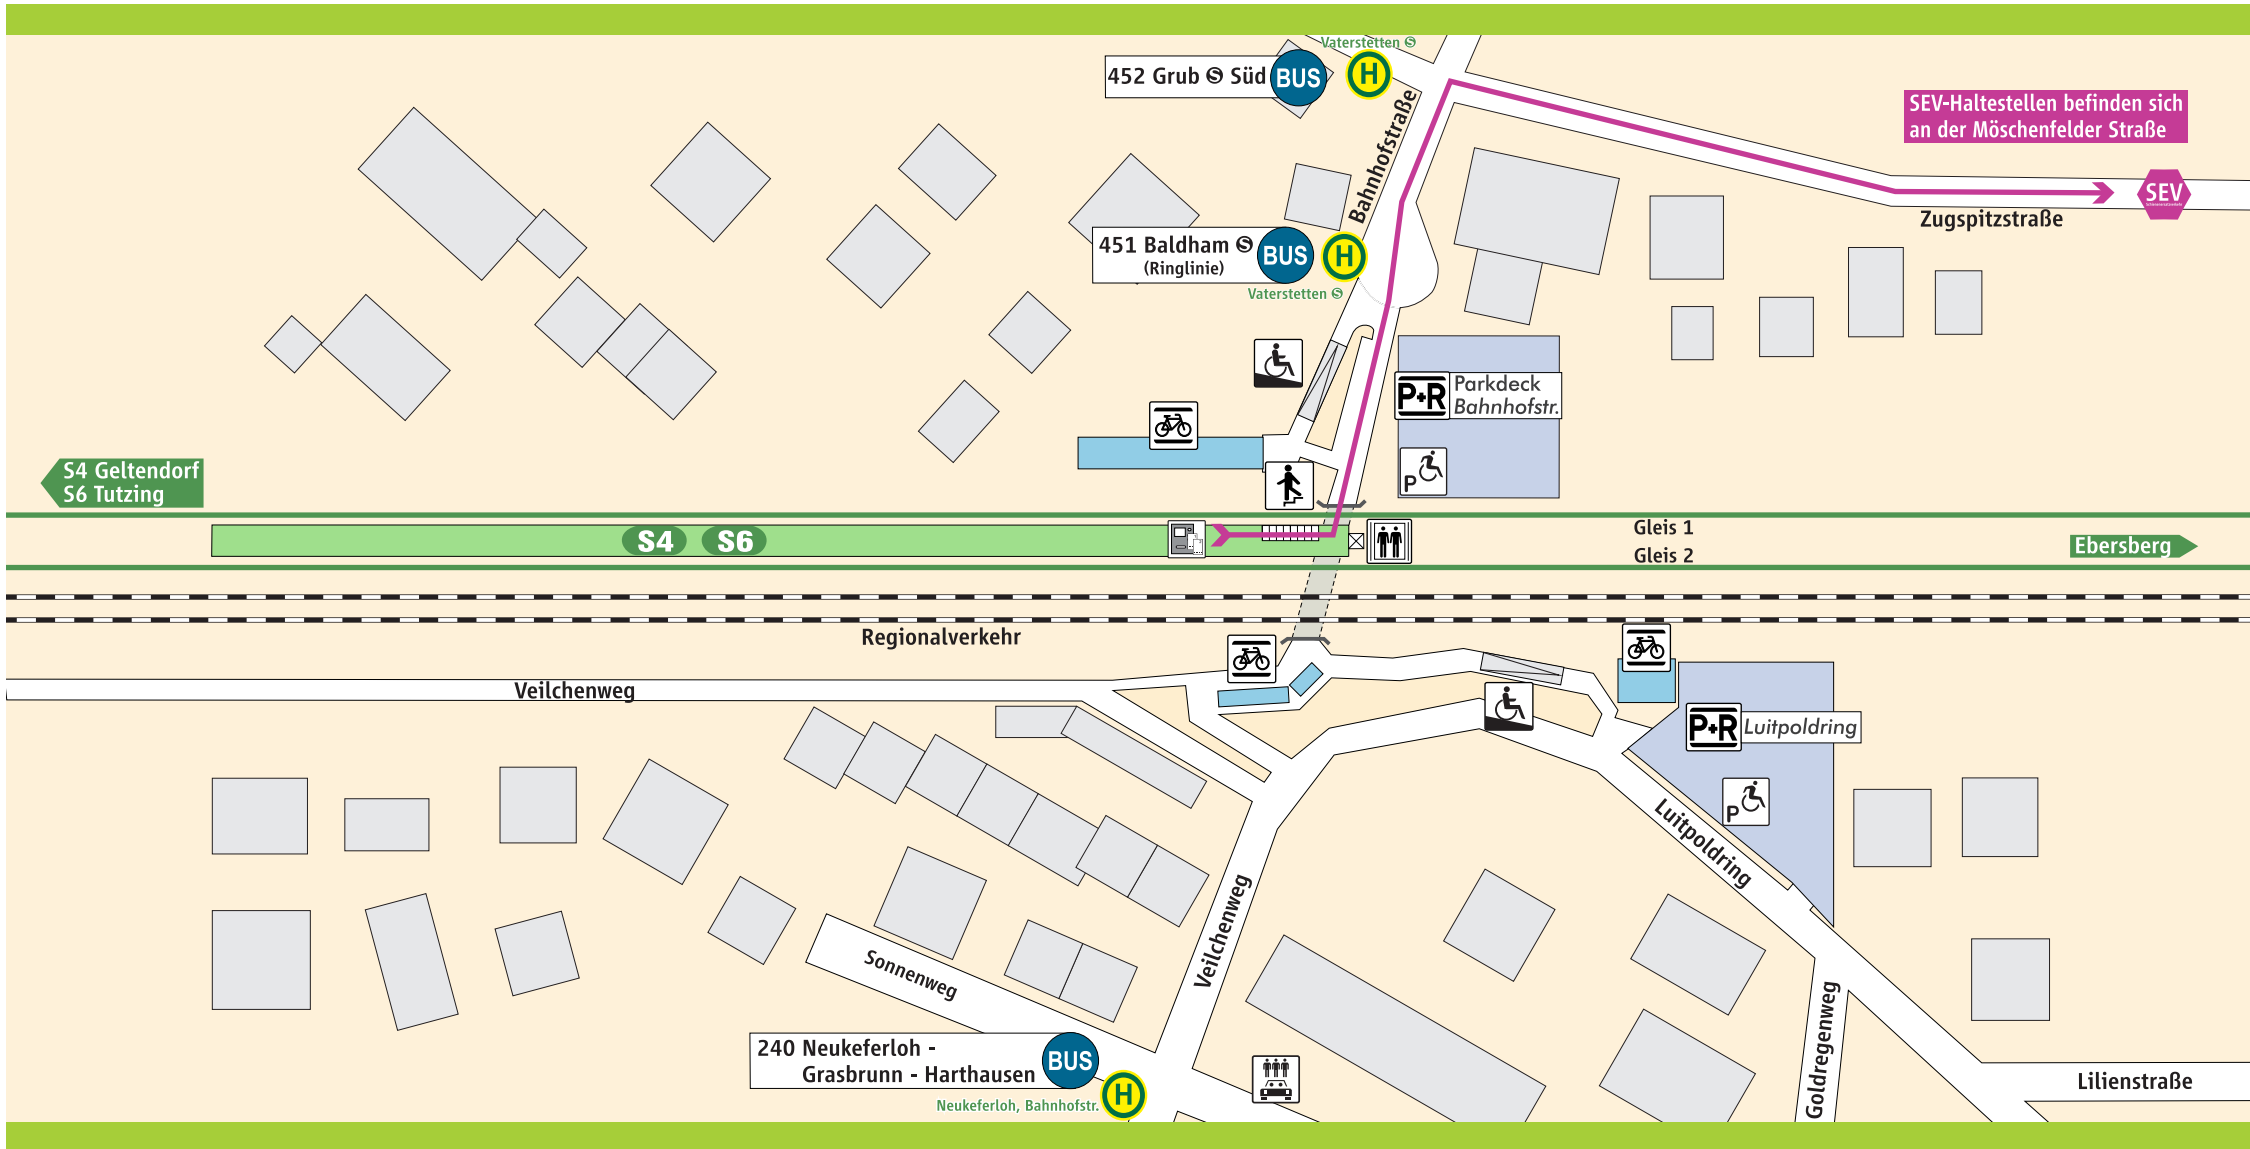 Vaterstetten S
452 Grub S Süd
BUS
H
Bahnhofstraße
SEV-Haltestellen befinden sich
an der Möschenfelder Straße
SEV
Zugspitzstraße
451 Baldham S
(Ringlinie)
BUS
H
Vaterstetten S
P+R
Parkdeck
Bahnhofstr.
P
S4 Geltendorf
S6 Tutzing
S4
S6
Gleis 1
Gleis 2
Ebersberg
Regionalverkehr
Veilchenweg
P+R
Luitpoldring
P
Luitpoldring
Veilchenweg
Sonnenweg
240 Neukeferloh -
Grasbrunn - Harthausen
BUS
H
Neukeferloh, Bahnhofstr.
Goldregenweg
Lilienstraße